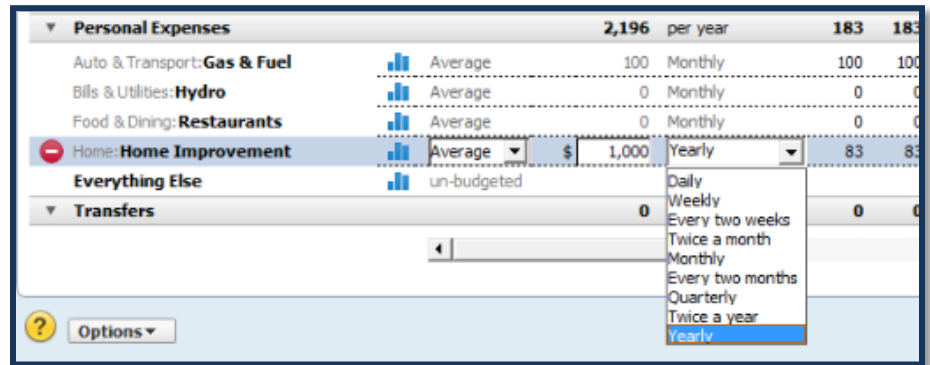 Personal Expenses 2,196 per year 183 183
Auto & Transport:Gas & Fuel Average 100 Monthly 100 100
Bills & Utilities:Hydro Average 0 Monthly 0 0
Food & Dining:Restaurants Average 0 Monthly 0 0
Home:Home Improvement Average $ 1,000 Yearly 83 83
Everything Else un-budgeted
Transfers 0 0 0
Daily
Weekly
Every two weeks
Twice a month
Monthly
Every two months
Quarterly
Twice a year
Yearly
? Options